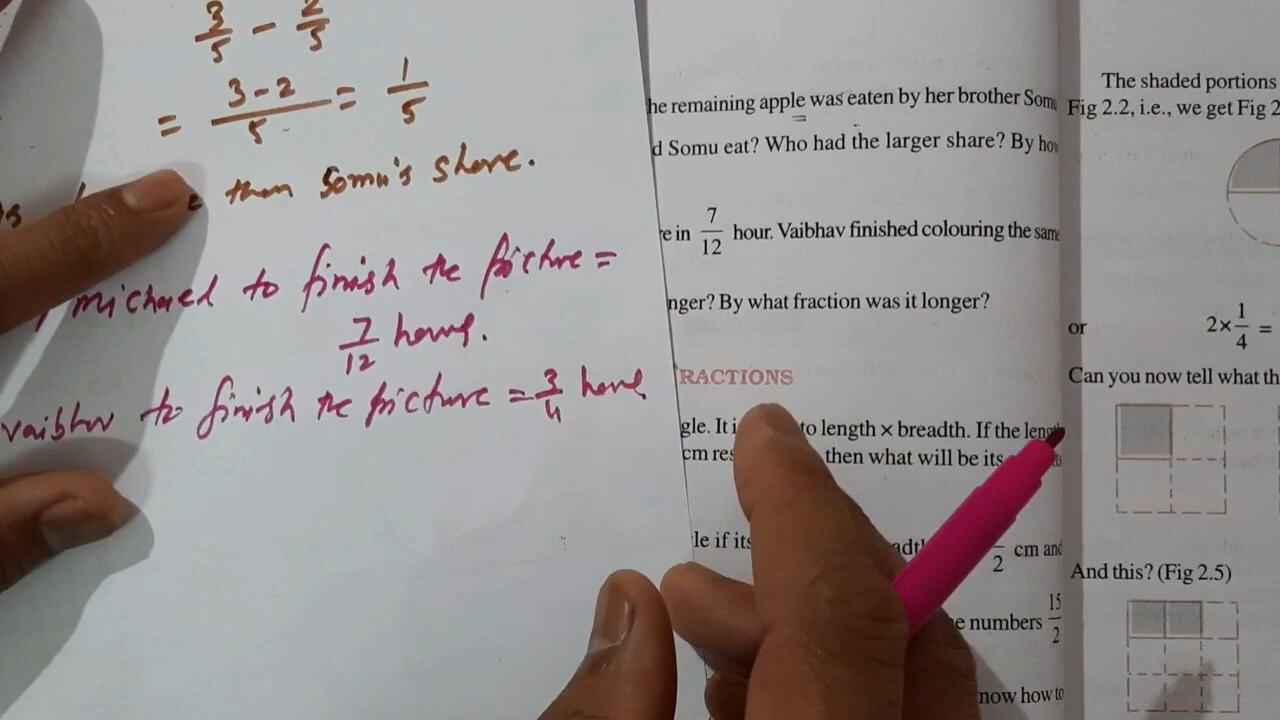 3/5 - 2/5
= 3-2/5 = 1/5
than Somu's share.
michael to finish the picture =
7/12 hours.
vaibhav to finish the picture = 3/4 hour
he remaining apple was eaten by her brother Somu
d Somu eat? Who had the larger share? By how
re in 7/12 hour. Vaibhav finished colouring the same
nger? By what fraction was it longer?
RACTIONS
gle. It i to length × breadth. If the length
cm res then what will be its
le if its
2 cm and
e numbers 15/2
now how to
The shaded portions
Fig 2.2, i.e., we get Fig 2
or 2 × 1/4 =
Can you now tell what th
And this? (Fig 2.5)